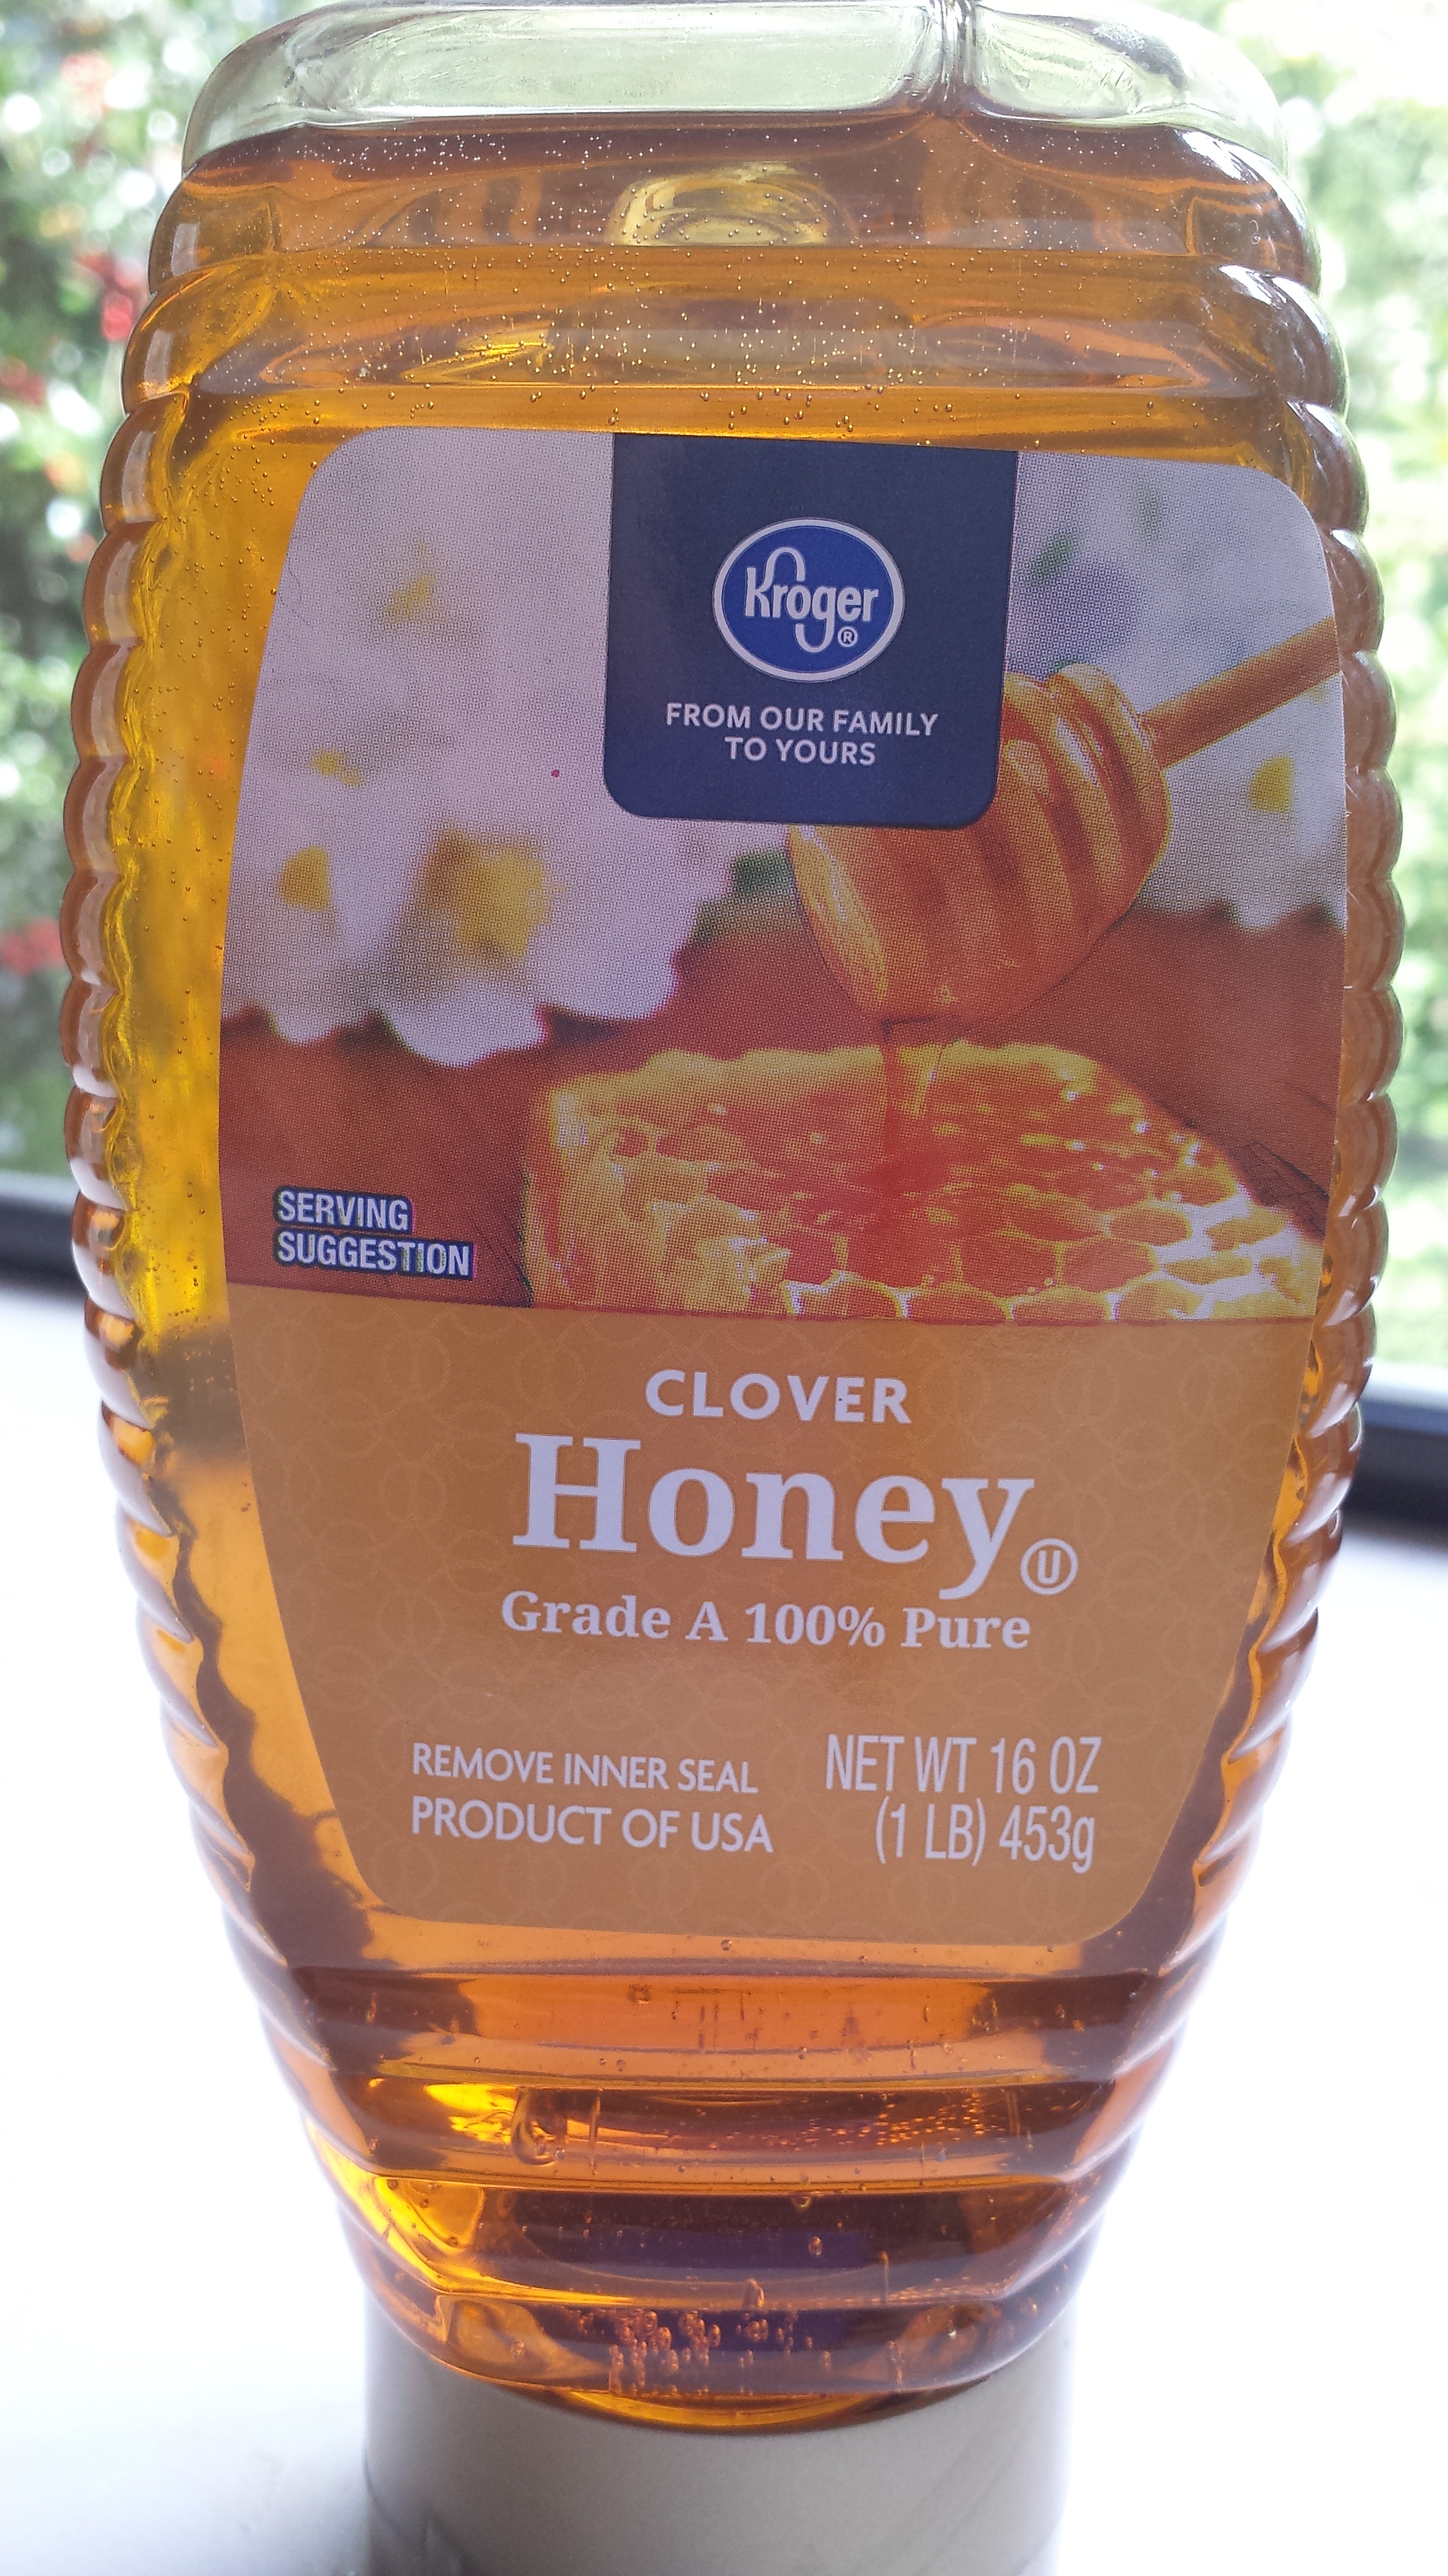 Kroger®
FROM OUR FAMILY
TO YOURS
SERVING
SUGGESTION
CLOVER
Honey Ⓤ
Grade A 100% Pure
REMOVE INNER SEAL
PRODUCT OF USA
NET WT 16 OZ
(1 LB) 453g